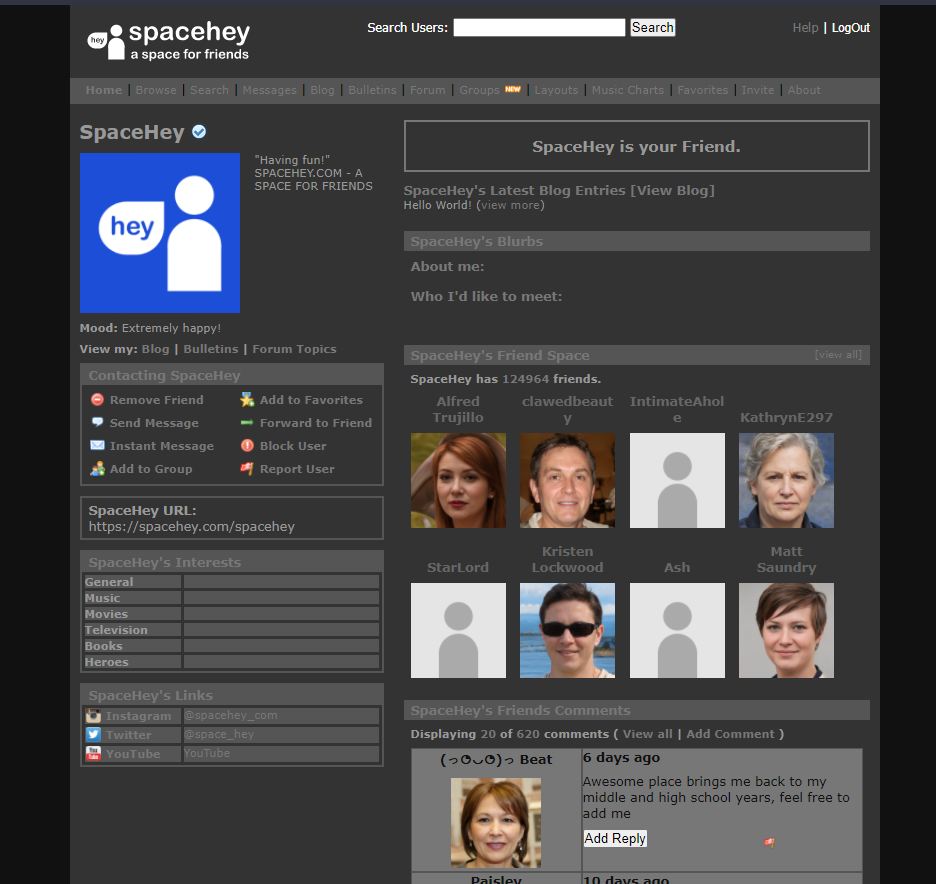 hey spacehey
a space for friends
Search Users: Search
Help | LogOut
Home | Browse | Search | Messages | Blog | Bulletins | Forum | Groups NEW | Layouts | Music Charts | Favorites | Invite | About
SpaceHey
hey
"Having fun!"
SPACEHEY.COM - A
SPACE FOR FRIENDS
Mood: Extremely happy!
View my: Blog | Bulletins | Forum Topics
Contacting SpaceHey
Remove Friend Add to Favorites
Send Message Forward to Friend
Instant Message Block User
Add to Group Report User
SpaceHey URL:
https://spacehey.com/spacehey
SpaceHey's Interests
General
Music
Movies
Television
Books
Heroes
SpaceHey's Links
Instagram @spacehey_com
Twitter @space_hey
YouTube YouTube
SpaceHey is your Friend.
SpaceHey's Latest Blog Entries [View Blog]
Hello World! (view more)
SpaceHey's Blurbs
About me:
Who I'd like to meet:
SpaceHey's Friend Space [view all]
SpaceHey has 124964 friends.
Alfred
Trujillo
clawedbeaut
y
IntimateAhol
e
KathrynE297
StarLord
Kristen
Lockwood
Ash
Matt
Saundry
SpaceHey's Friends Comments
Displaying 20 of 620 comments ( View all | Add Comment )
(っ◔◡◔)っ Beat
6 days ago
Awesome place brings me back to my
middle and high school years, feel free to
add me
Add Reply
Paisley
10 days ago